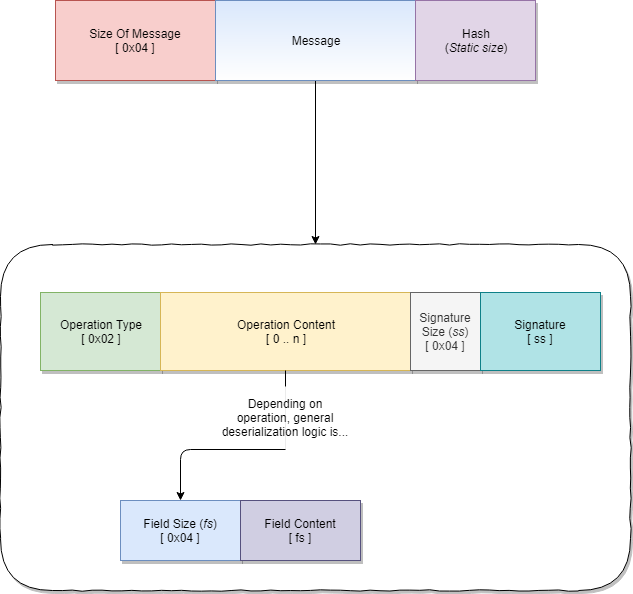 Size Of Message
[ 0x04 ]
Message
Hash
(Static size)
Operation Type
[ 0x02 ]
Operation Content
[ 0 .. n ]
Signature
Size (ss)
[ 0x04 ]
Signature
[ ss ]
Depending on
operation, general
deserialization logic is...
Field Size (fs)
[ 0x04 ]
Field Content
[ fs ]